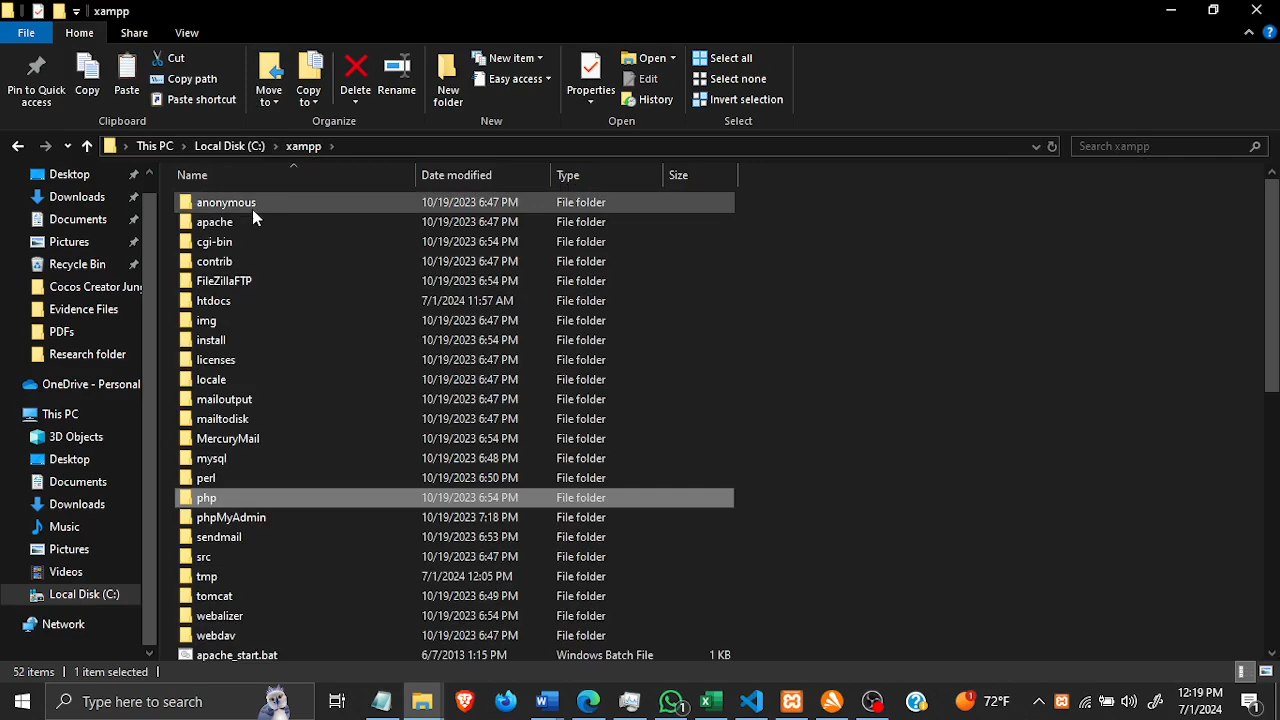 xampp
File Home Share View
Pin to Quick access
Copy
Paste
Cut
Copy path
Paste shortcut
Clipboard
Move to
Copy to
Delete
Rename
Organize
New folder
New item
Easy access
New
Properties
Open
Edit
History
Open
Select all
Select none
Invert selection
Select
This PC Local Disk (C:) xampp
Search xampp
Desktop
Downloads
Documents
Pictures
Recycle Bin
Cocos Creator Jun
Evidence Files
PDFs
Research folder
OneDrive - Personal
This PC
3D Objects
Desktop
Documents
Downloads
Music
Pictures
Videos
Local Disk (C:)
Network
Name Date modified Type Size
anonymous 10/19/2023 6:47 PM File folder
apache 10/19/2023 6:47 PM File folder
cgi-bin 10/19/2023 6:54 PM File folder
contrib 10/19/2023 6:47 PM File folder
FileZillaFTP 10/19/2023 6:54 PM File folder
htdocs 7/1/2024 11:57 AM File folder
img 10/19/2023 6:47 PM File folder
install 10/19/2023 6:54 PM File folder
licenses 10/19/2023 6:47 PM File folder
locale 10/19/2023 6:47 PM File folder
mailoutput 10/19/2023 6:47 PM File folder
mailtodisk 10/19/2023 6:47 PM File folder
MercuryMail 10/19/2023 6:54 PM File folder
mysql 10/19/2023 6:48 PM File folder
perl 10/19/2023 6:50 PM File folder
php 10/19/2023 6:54 PM File folder
phpMyAdmin 10/19/2023 7:18 PM File folder
sendmail 10/19/2023 6:53 PM File folder
src 10/19/2023 6:47 PM File folder
tmp 7/1/2024 12:05 PM File folder
tomcat 10/19/2023 6:49 PM File folder
webalizer 10/19/2023 6:54 PM File folder
webdav 10/19/2023 6:47 PM File folder
apache_start.bat 6/7/2013 1:15 PM Windows Batch File 1 KB
52 items 1 item selected
Type here to search
1
1
72°F
12:19 PM
7/1/2024
1